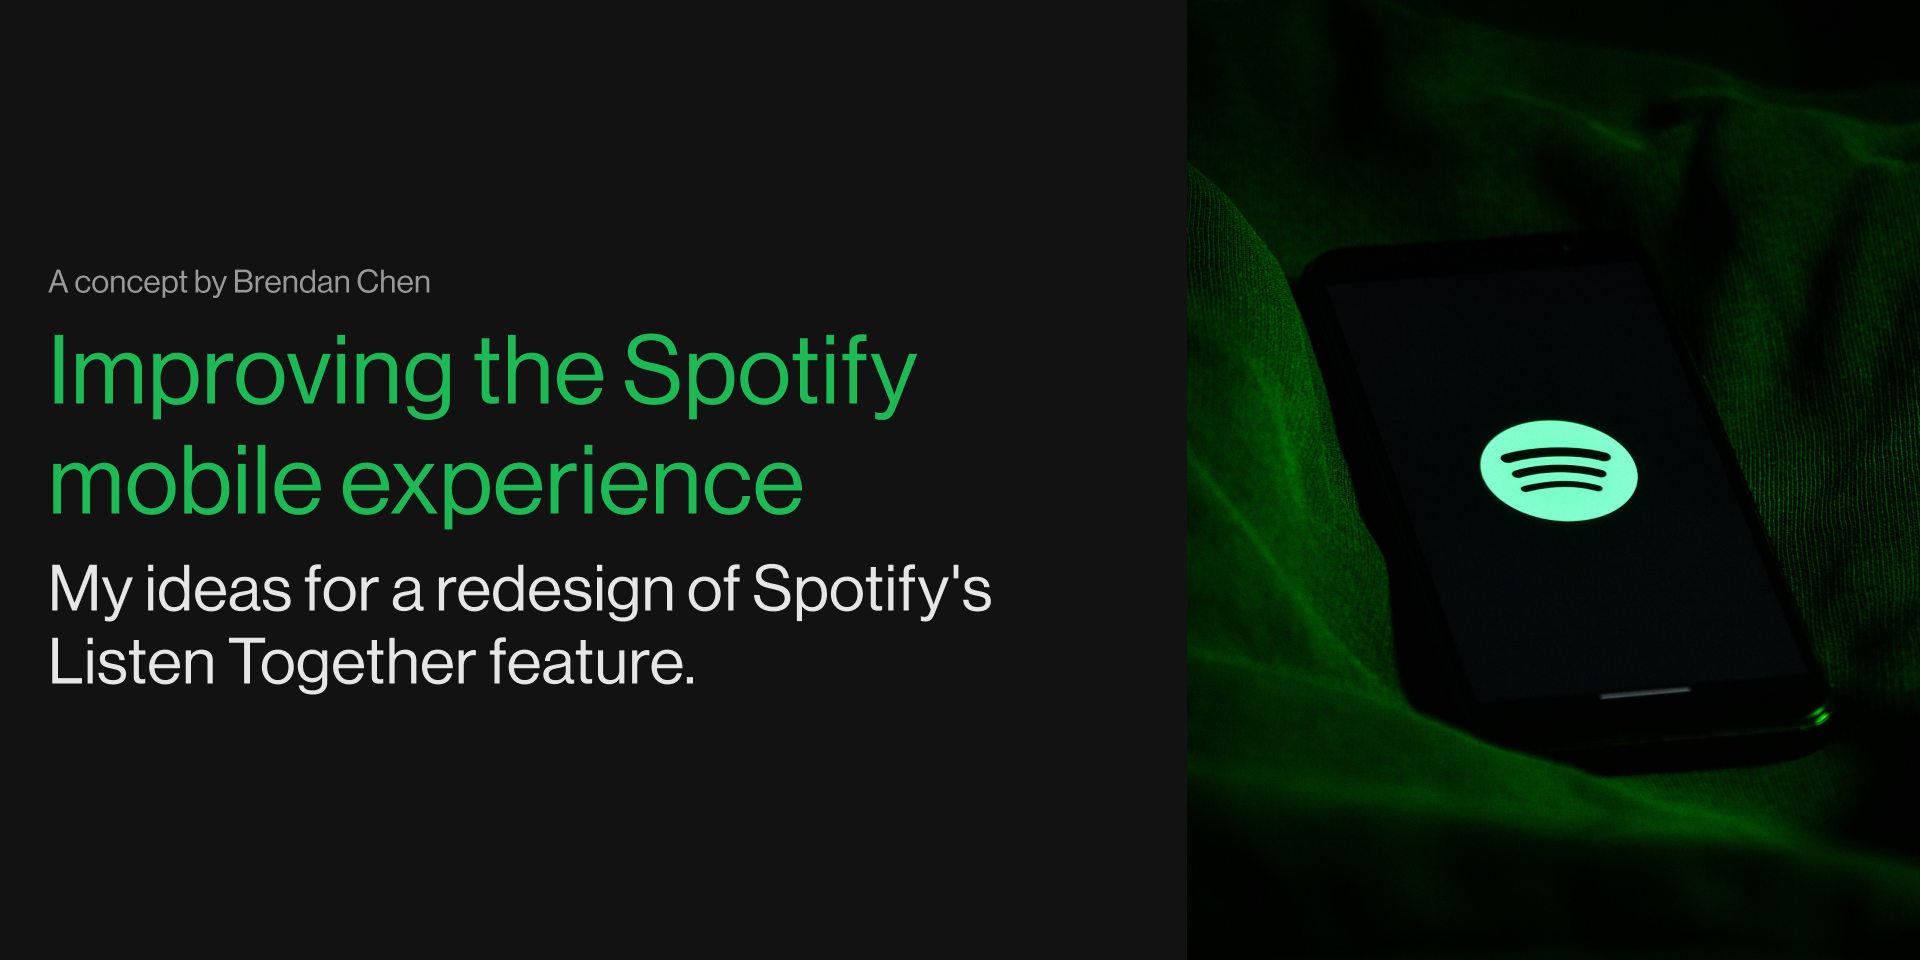 A concept by Brendan Chen
Improving the Spotify
mobile experience
My ideas for a redesign of Spotify's
Listen Together feature.